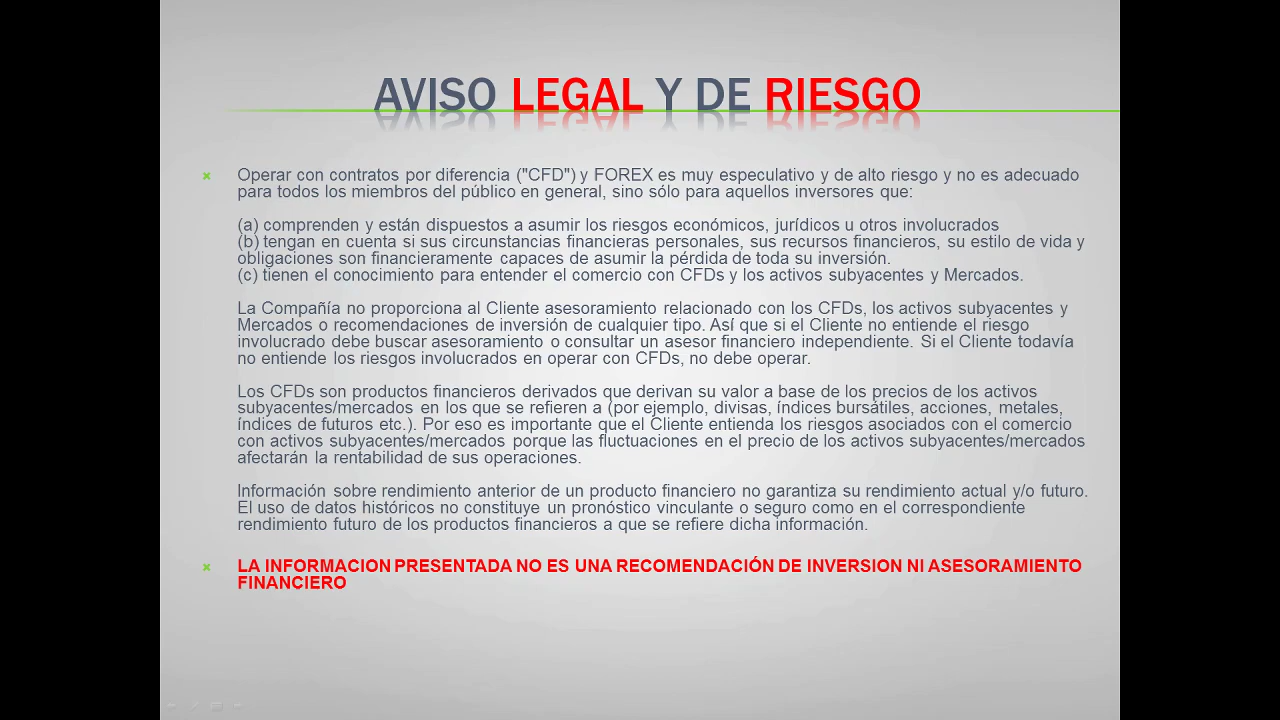 AVISO LEGAL Y DE RIESGO
Operar con contratos por diferencia ("CFD") y FOREX es muy especulativo y de alto riesgo y no es adecuado
para todos los miembros del público en general, sino sólo para aquellos inversores que:
(a) comprenden y están dispuestos a asumir los riesgos económicos, jurídicos u otros involucrados
(b) tengan en cuenta si sus circunstancias financieras personales, sus recursos financieros, su estilo de vida y
obligaciones son financieramente capaces de asumir la pérdida de toda su inversión.
(c) tienen el conocimiento para entender el comercio con CFDs y los activos subyacentes y Mercados.
La Compañía no proporciona al Cliente asesoramiento relacionado con los CFDs, los activos subyacentes y
Mercados o recomendaciones de inversión de cualquier tipo. Así que si el Cliente no entiende el riesgo
involucrado debe buscar asesoramiento o consultar un asesor financiero independiente. Si el Cliente todavía
no entiende los riesgos involucrados en operar con CFDs, no debe operar.
Los CFDs son productos financieros derivados que derivan su valor a base de los precios de los activos
subyacentes/mercados en los que se refieren a (por ejemplo, divisas, índices bursátiles, acciones, metales,
índices de futuros etc.). Por eso es importante que el Cliente entienda los riesgos asociados con el comercio
con activos subyacentes/mercados porque las fluctuaciones en el precio de los activos subyacentes/mercados
afectarán la rentabilidad de sus operaciones.
Información sobre rendimiento anterior de un producto financiero no garantiza su rendimiento actual y/o futuro.
El uso de datos históricos no constituye un pronóstico vinculante o seguro como en el correspondiente
rendimiento futuro de los productos financieros a que se refiere dicha información.
LA INFORMACION PRESENTADA NO ES UNA RECOMENDACIÓN DE INVERSION NI ASESORAMIENTO
FINANCIERO